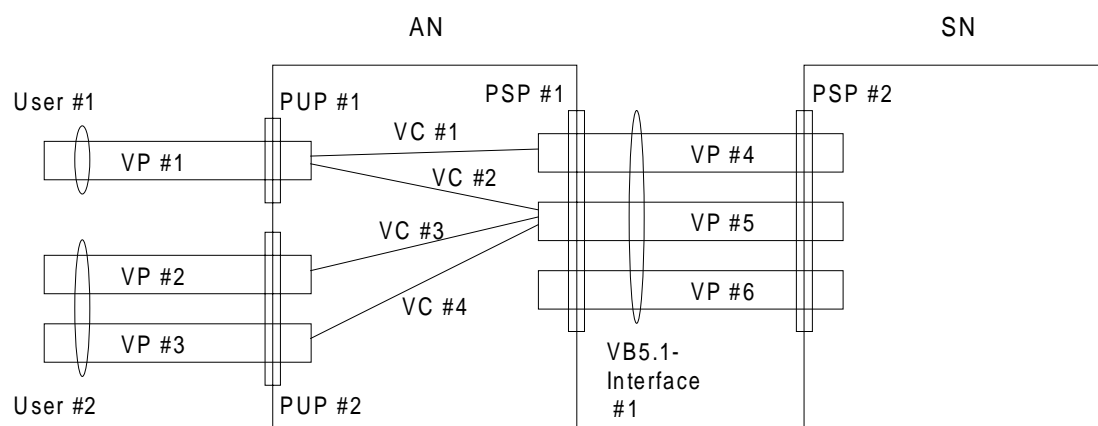 AN
SN
User #1
PUP #1
PSP #1
PSP #2
VC #1
VP #1
VP #4
VC #2
VC #3
VP #5
VP #2
VP #6
VC #4
VP #3
VB5.1-
Interface
#1
User #2
PUP #2